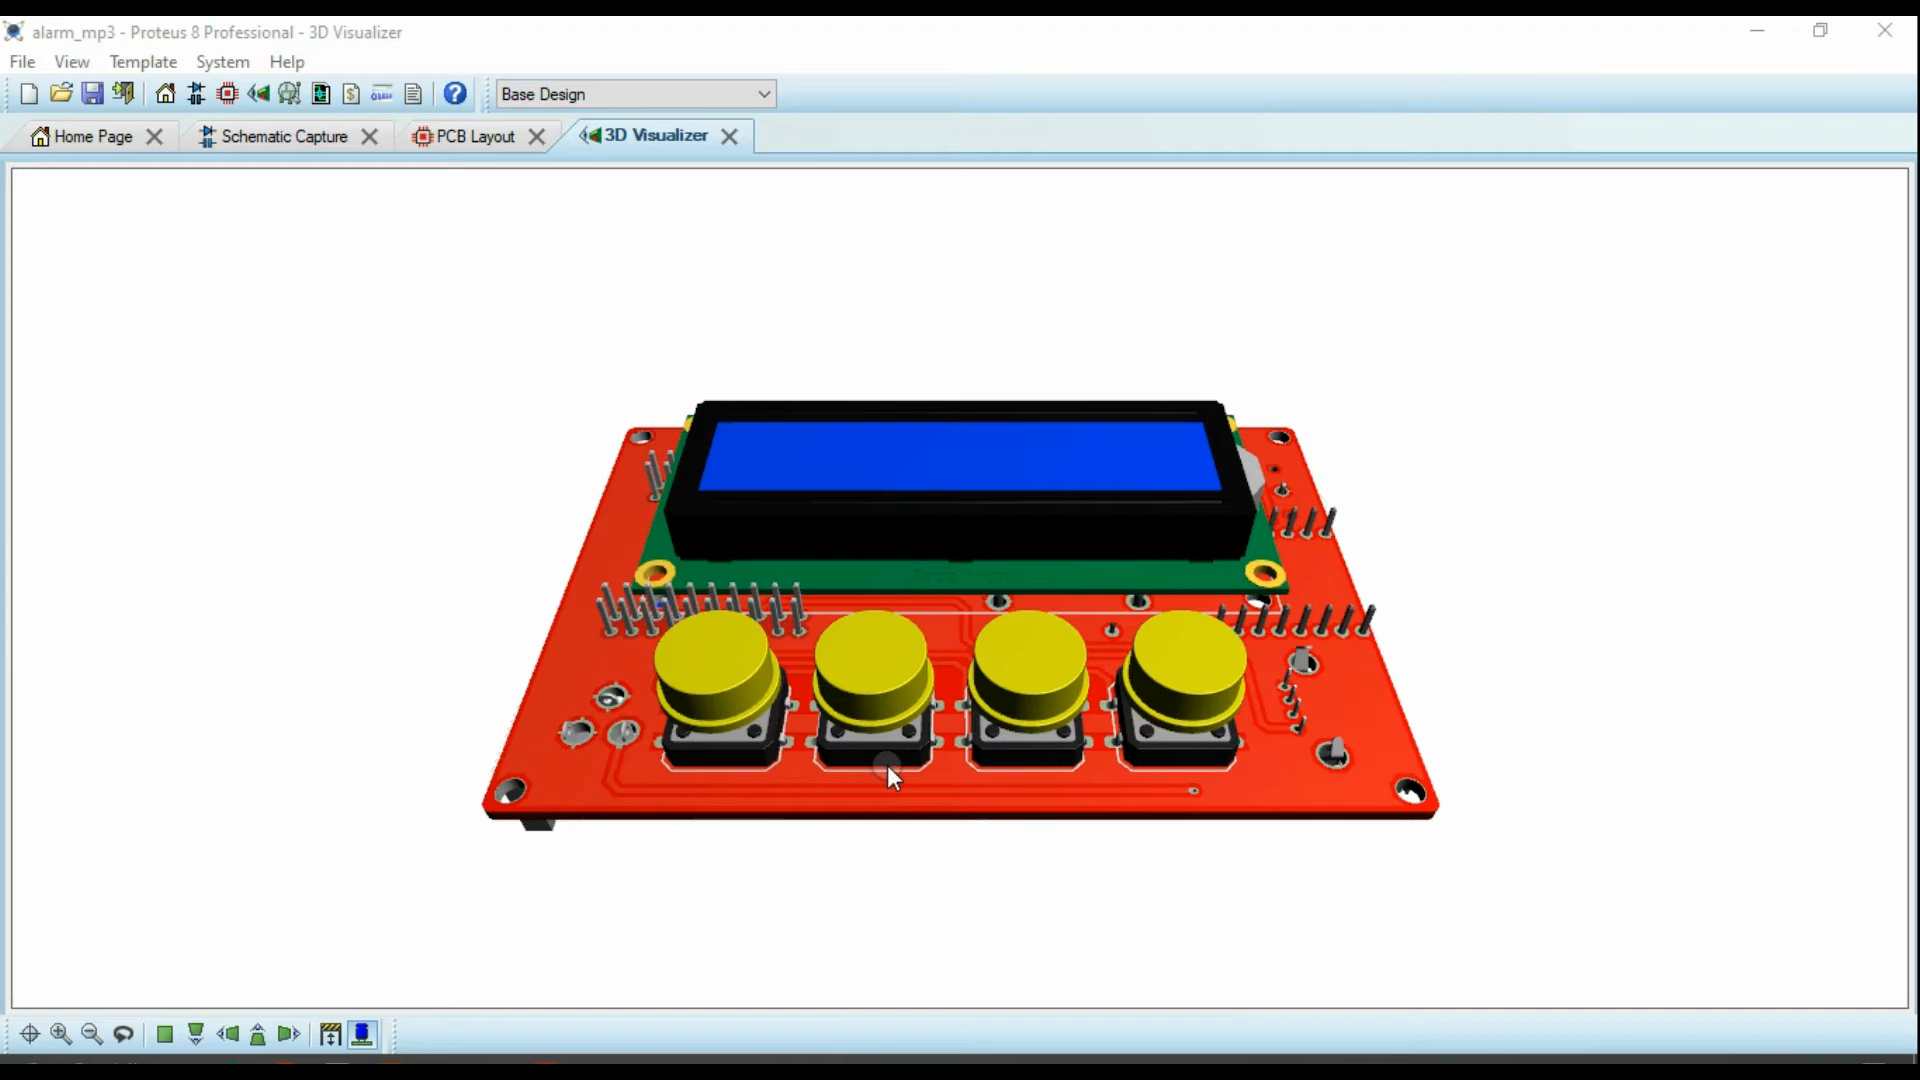 alarm_mp3 - Proteus 8 Professional - 3D Visualizer
File View Template System Help
Base Design
Home Page Schematic Capture PCB Layout 3D Visualizer